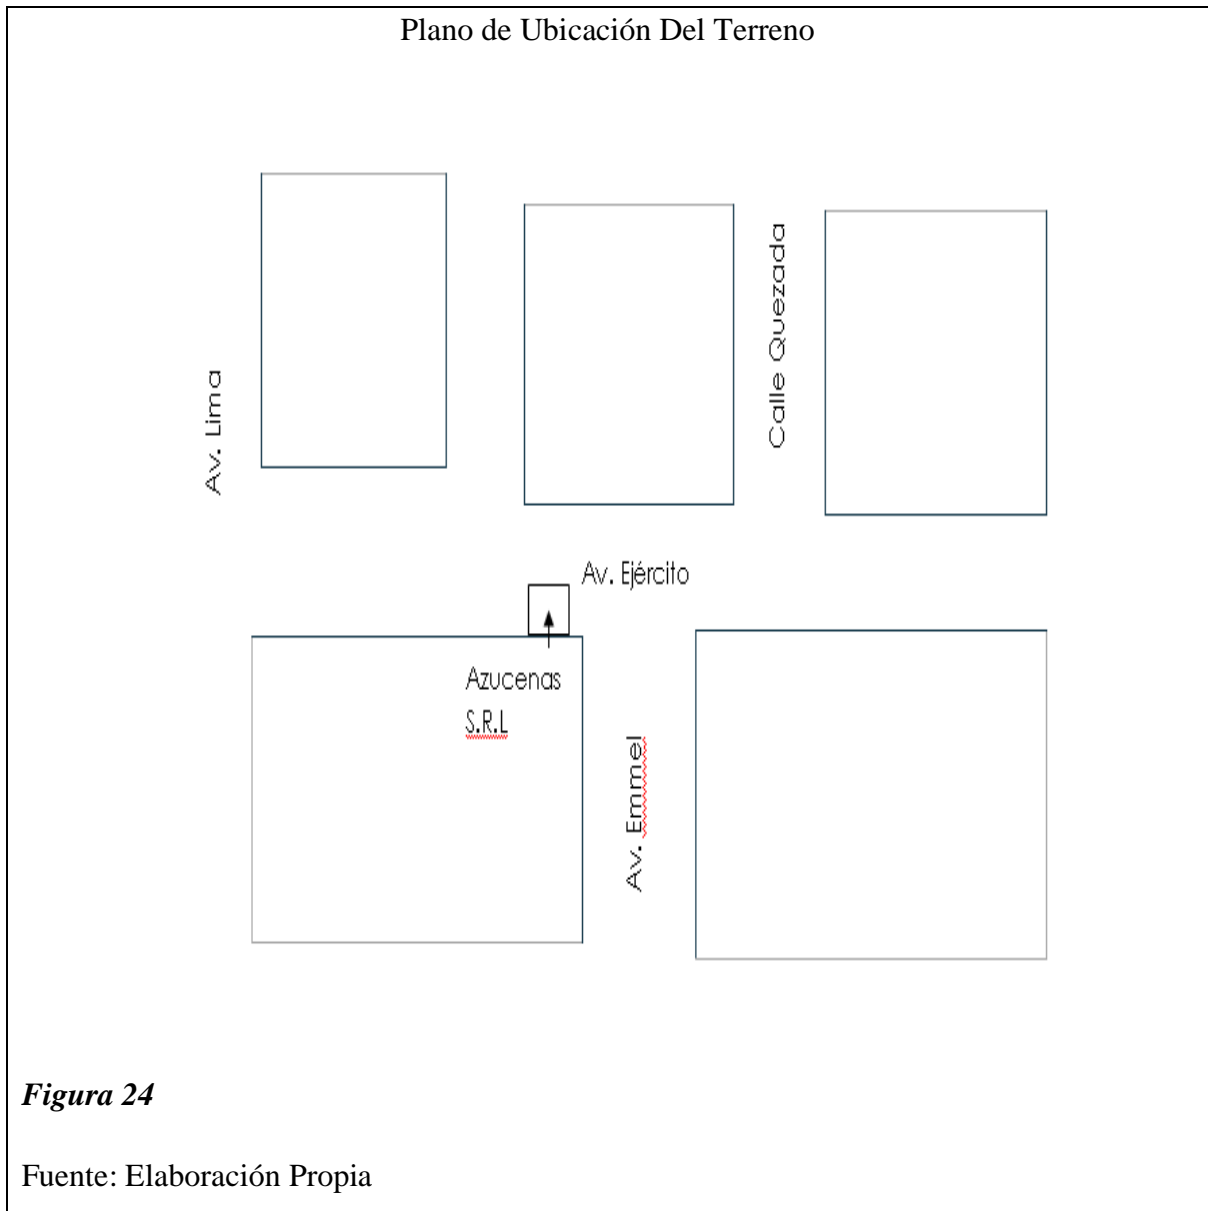 Plano de Ubicación Del Terreno
Av. Lima
Calle Quezada
Av. Ejército
Azucenas
S.R.L
Av. Emmel
Figura 24
Fuente: Elaboración Propia